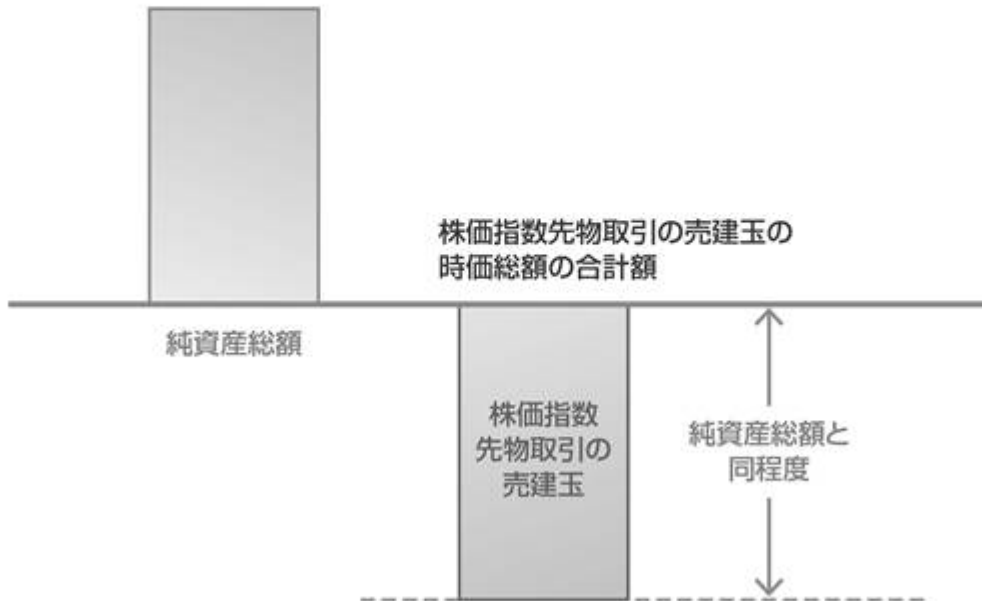 株価指数先物取引の売建玉の
時価総額の合計額
純資産総額
株価指数
先物取引の
売建玉
純資産総額と
同程度